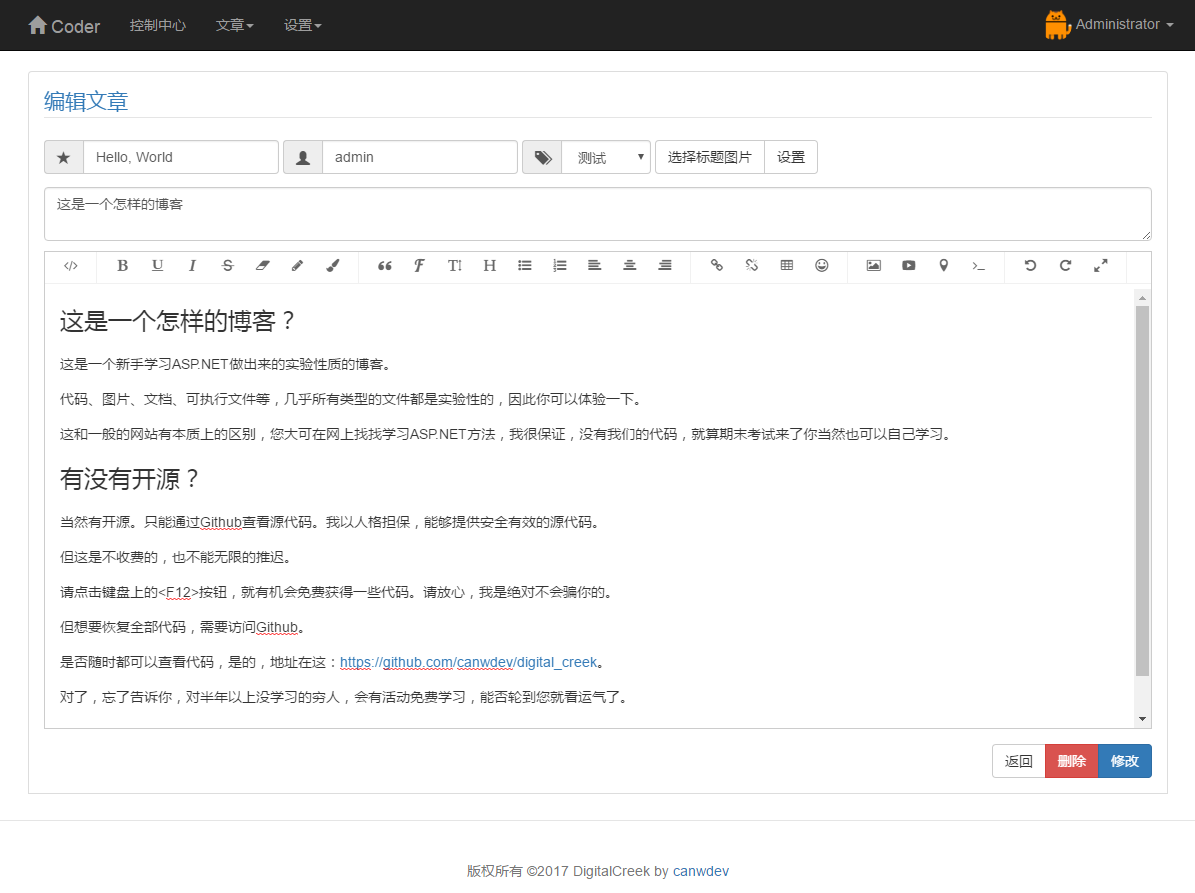 Coder 控制中心 文章 设置 Administrator
编辑文章
Hello, World admin 测试 选择标题图片 设置
这是一个怎样的博客
</> B U I S F TI H
这是一个怎样的博客？
这是一个新手学习ASP.NET做出来的实验性质的博客。
代码、图片、文档、可执行文件等，几乎所有类型的文件都是实验性的，因此你可以体验一下。
这和一般的网站有本质上的区别，您大可在网上找找学习ASP.NET方法，我很保证，没有我们的代码，就算期末考试来了你当然也可以自己学习。
有没有开源？
当然有开源。只能通过Github查看源代码。我以人格担保，能够提供安全有效的源代码。
但这是不收费的，也不能无限的推迟。
请点击键盘上的<F12>按钮，就有机会免费获得一些代码。请放心，我是绝对不会骗你的。
但想要恢复全部代码，需要访问Github。
是否随时都可以查看代码，是的，地址在这：https://github.com/canwdev/digital_creek。
对了，忘了告诉你，对半年以上没学习的穷人，会有活动免费学习，能否轮到您就看运气了。
返回 删除 修改
版权所有 ©2017 DigitalCreek by canwdev